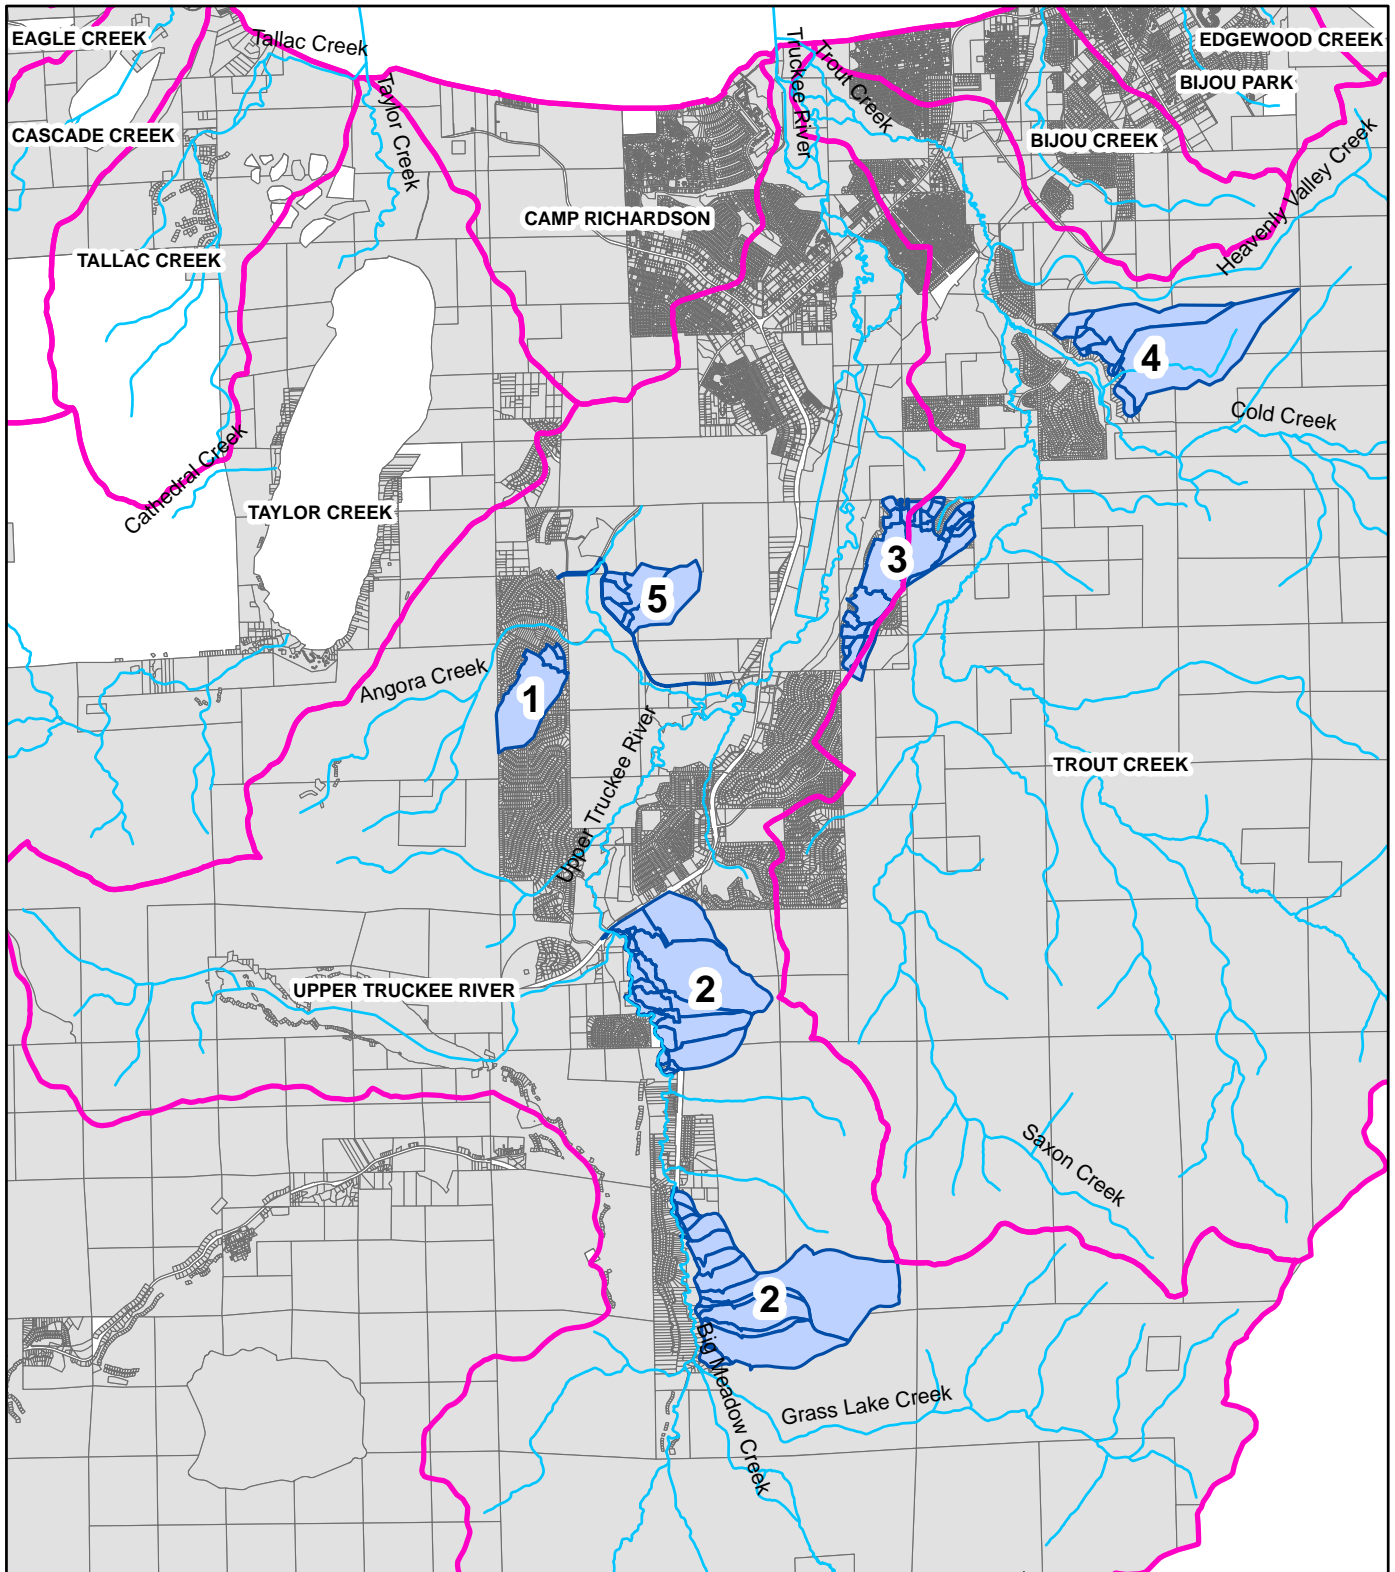 EAGLE CREEK
Tallac Creek
Truckee River
Trout Creek
EDGEWOOD CREEK
BIJOU PARK
Taylor Creek
CASCADE CREEK
BIJOU CREEK
Heavenly Valley Creek
CAMP RICHARDSON
TALLAC CREEK
4
Cold Creek
Cathedral Creek
TAYLOR CREEK
3
5
Angora Creek
1
Upper Truckee River
TROUT CREEK
UPPER TRUCKEE RIVER
2
Saxon Creek
2
Big Meadow Creek
Grass Lake Creek